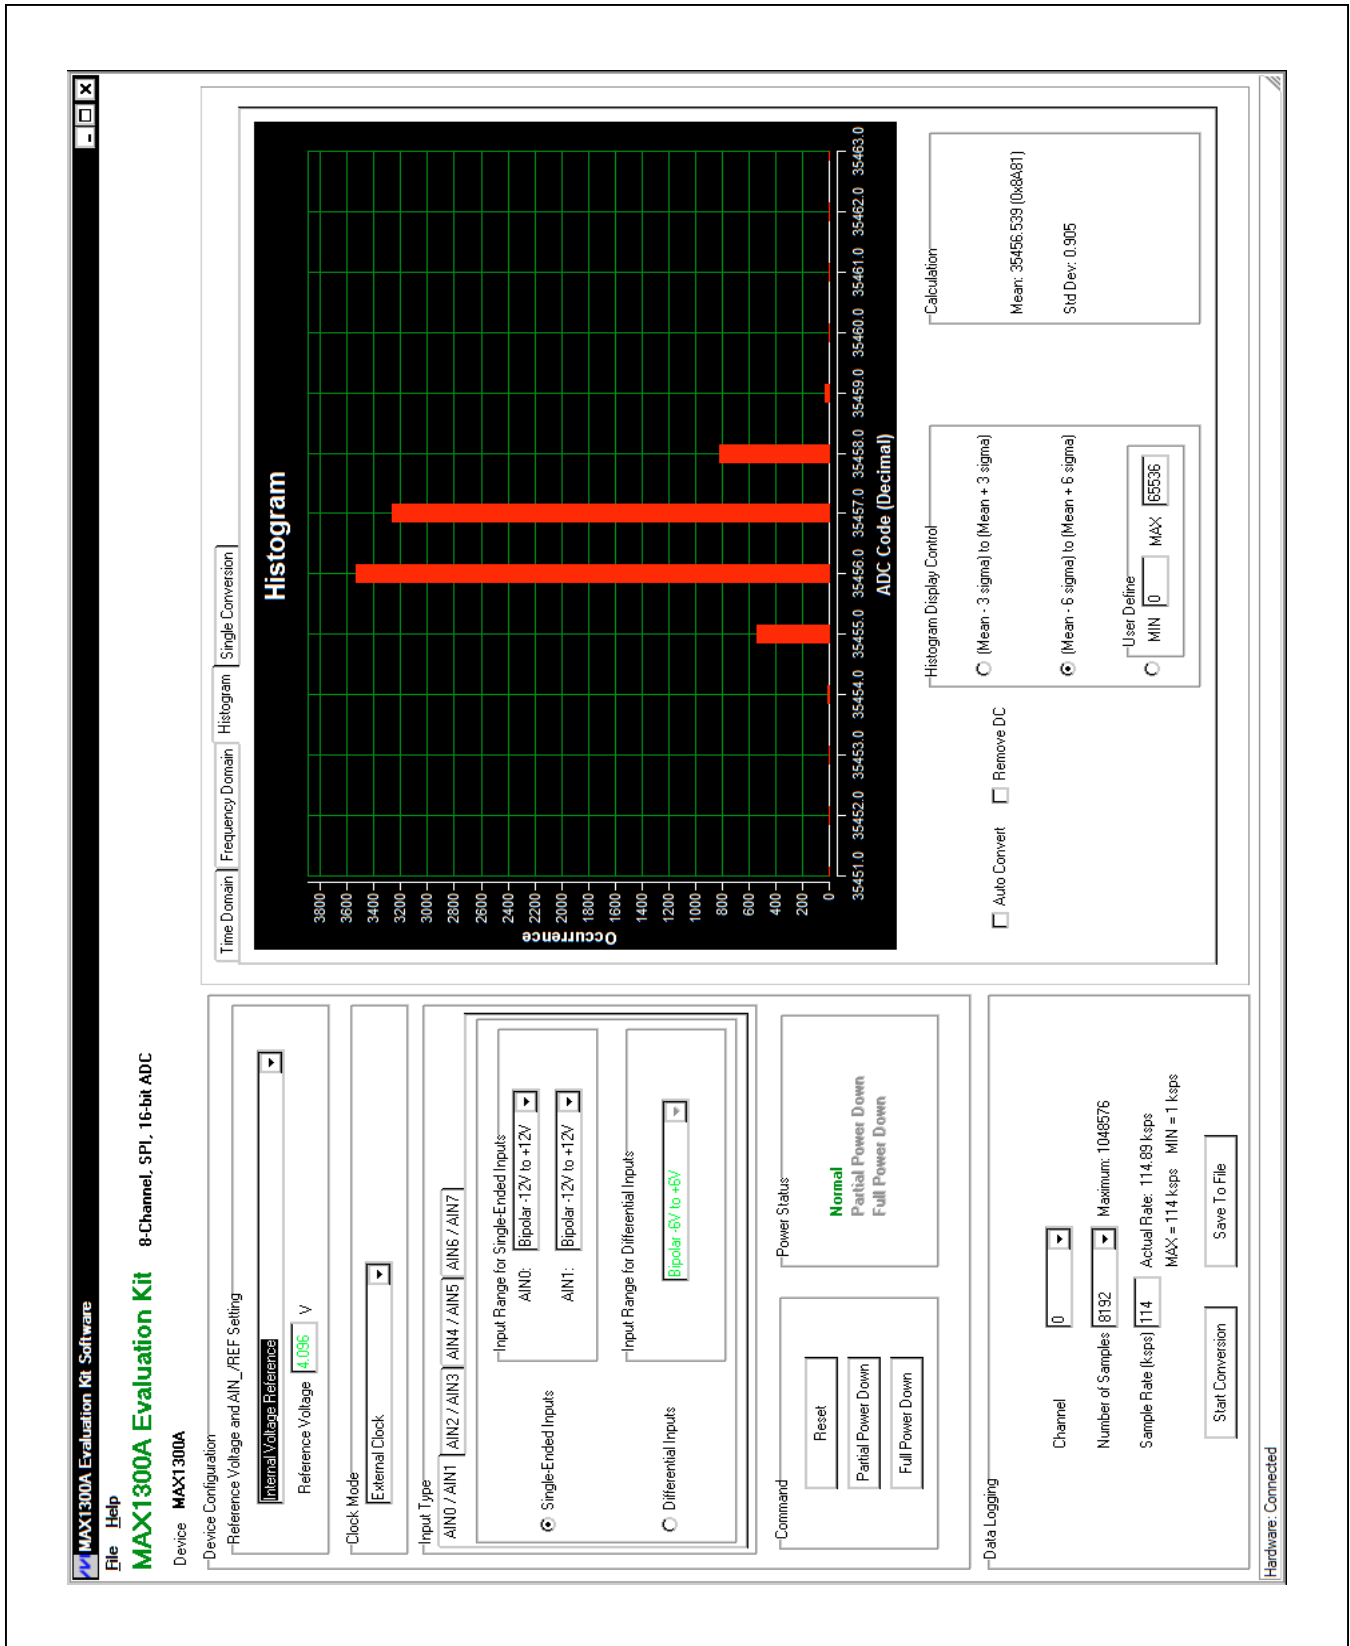 MAX1300A Evaluation Kit Software
File Help
MAX1300A Evaluation Kit 8-Channel, SPI, 16-bit ADC
Device MAX1300A
Device Configuration
Reference Voltage and AIN_/REF Setting
Internal Voltage Reference
Reference Voltage 4.096 V
Clock Mode
External Clock
Input Type
AIN0 / AIN1 AIN2 / AIN3 AIN4 / AIN5 AIN6 / AIN7
Single-Ended Inputs
Input Range for Single-Ended Inputs
AIN0: Bipolar -12V to +12V
AIN1: Bipolar -12V to +12V
Differential Inputs
Input Range for Differential Inputs
Bipolar -6V to +6V
Command
Reset
Partial Power Down
Full Power Down
Power Status
Normal
Partial Power Down
Full Power Down
Data Logging
Channel 0
Number of Samples 8192 Maximum: 1048576
Sample Rate (ksps) 114 Actual Rate: 114.89 ksps
MAX = 114 ksps MIN = 1 ksps
Start Conversion Save To File
Time Domain Frequency Domain Histogram Single Conversion
Histogram
Occurrence
3800
3600
3400
3200
3000
2800
2600
2400
2200
2000
1800
1600
1400
1200
1000
800
600
400
200
0
35451.0 35452.0 35453.0 35454.0 35455.0 35456.0 35457.0 35458.0 35459.0 35460.0 35461.0 35462.0 35463.0
ADC Code (Decimal)
Auto Convert Remove DC
Histogram Display Control
(Mean - 3 sigma) to (Mean + 3 sigma)
(Mean - 6 sigma) to (Mean + 6 sigma)
User Define
MIN 0 MAX 65536
Calculation
Mean: 35456.539 (0x8A81)
Std Dev: 0.905
Hardware: Connected